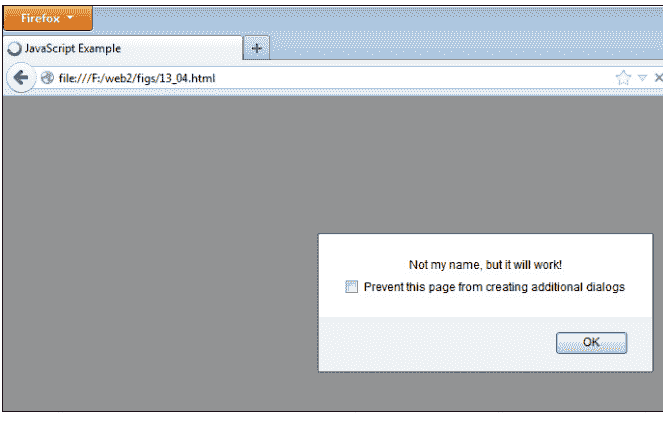 Firefox
JavaScript Example
file:///F:/web2/figs/13_04.html
Not my name, but it will work!
Prevent this page from creating additional dialogs
OK